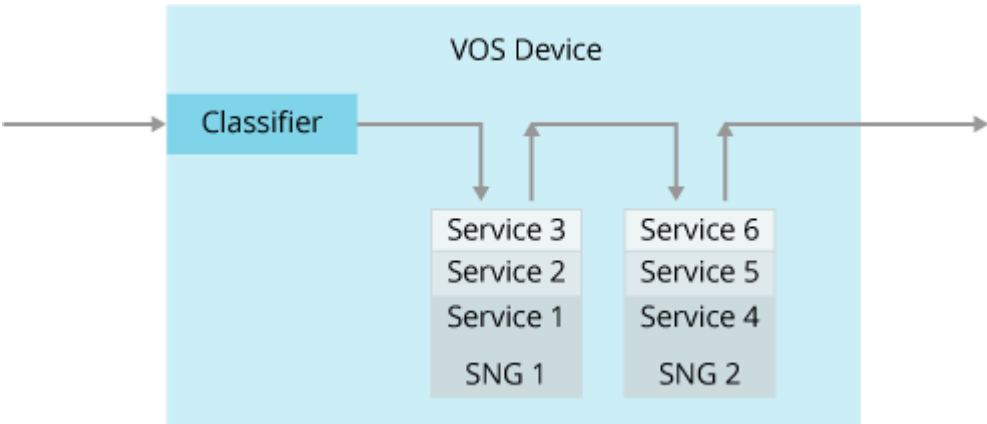 VOS Device
Classifier
Service 3
Service 2
Service 1
SNG 1
Service 6
Service 5
Service 4
SNG 2